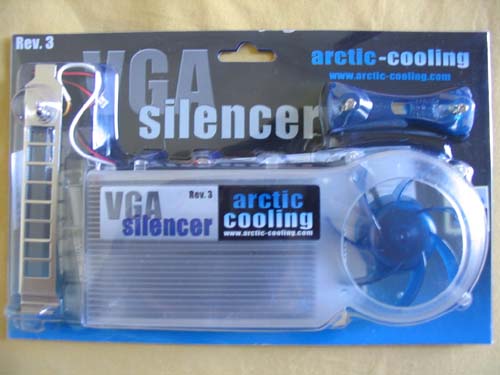 Rev. 3
VGA
silencer
arctic-cooling
www.arctic-cooling.com
VGA
Rev. 3
silencer
arctic
cooling
www.arctic-cooling.com